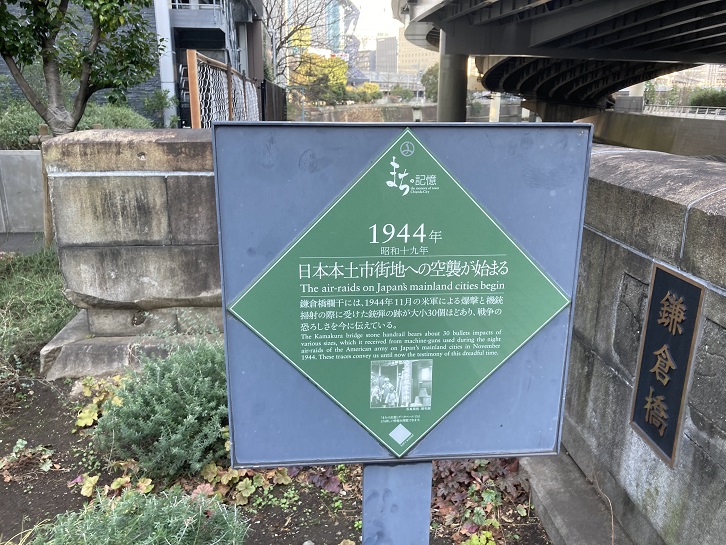 まちの記憶
the memory of town
Chiyoda City
1944年
昭和十九年
日本本土市街地への空襲が始まる
The air-raids on Japan's mainland cities begin
鎌倉橋欄干には、1944年11月の米軍による爆撃と機銃
掃射の際に受けた銃弾の跡が大小30個ほどあり、戦争の
恐ろしさを今に伝えている。
The Kamakura bridge stone handrail bears about 30 bullets impacts of
various sizes, which it received from machine-guns used during the night
air-raids of the American army on Japan's mainland cities in November
1944. These traces convey us until now the testimony of this dreadful time.
鎌倉橋